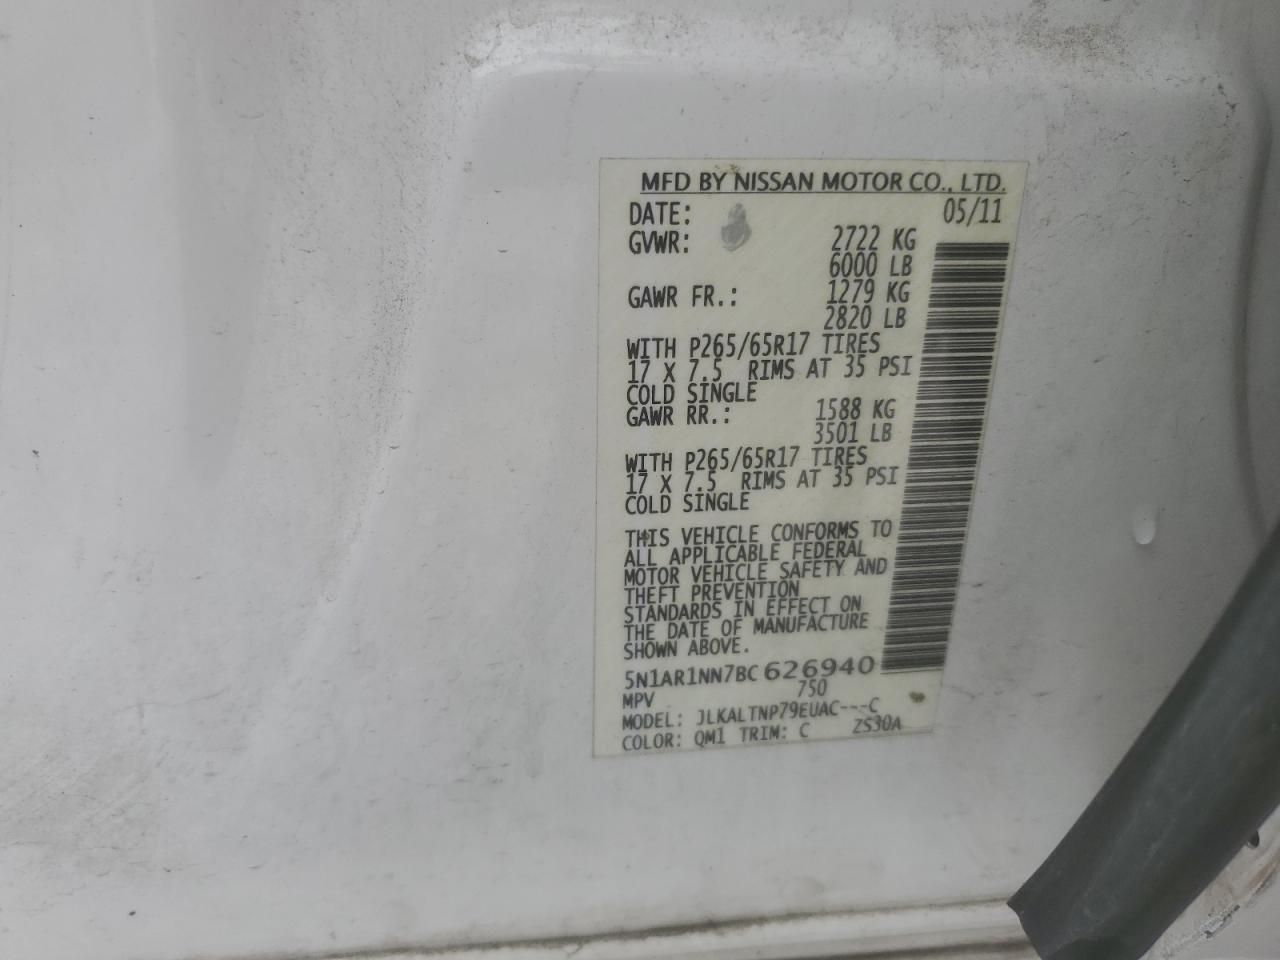 MFD BY NISSAN MOTOR CO., LTD.
DATE: 05/11
GVWR: 2722 KG
6000 LB
GAWR FR.: 1279 KG
2820 LB
WITH P265/65R17 TIRES
17 X 7.5 RIMS AT 35 PSI
COLD SINGLE
GAWR RR.: 1588 KG
3501 LB
WITH P265/65R17 TIRES
17 X 7.5 RIMS AT 35 PSI
COLD SINGLE
THIS VEHICLE CONFORMS TO
ALL APPLICABLE FEDERAL
MOTOR VEHICLE SAFETY AND
THEFT PREVENTION
STANDARDS IN EFFECT ON
THE DATE OF MANUFACTURE
SHOWN ABOVE.
5N1AR1NN7BC626940
MPV 750
MODEL: JLKALTNP79EUAC---C
COLOR: QM1 TRIM: C ZS30A